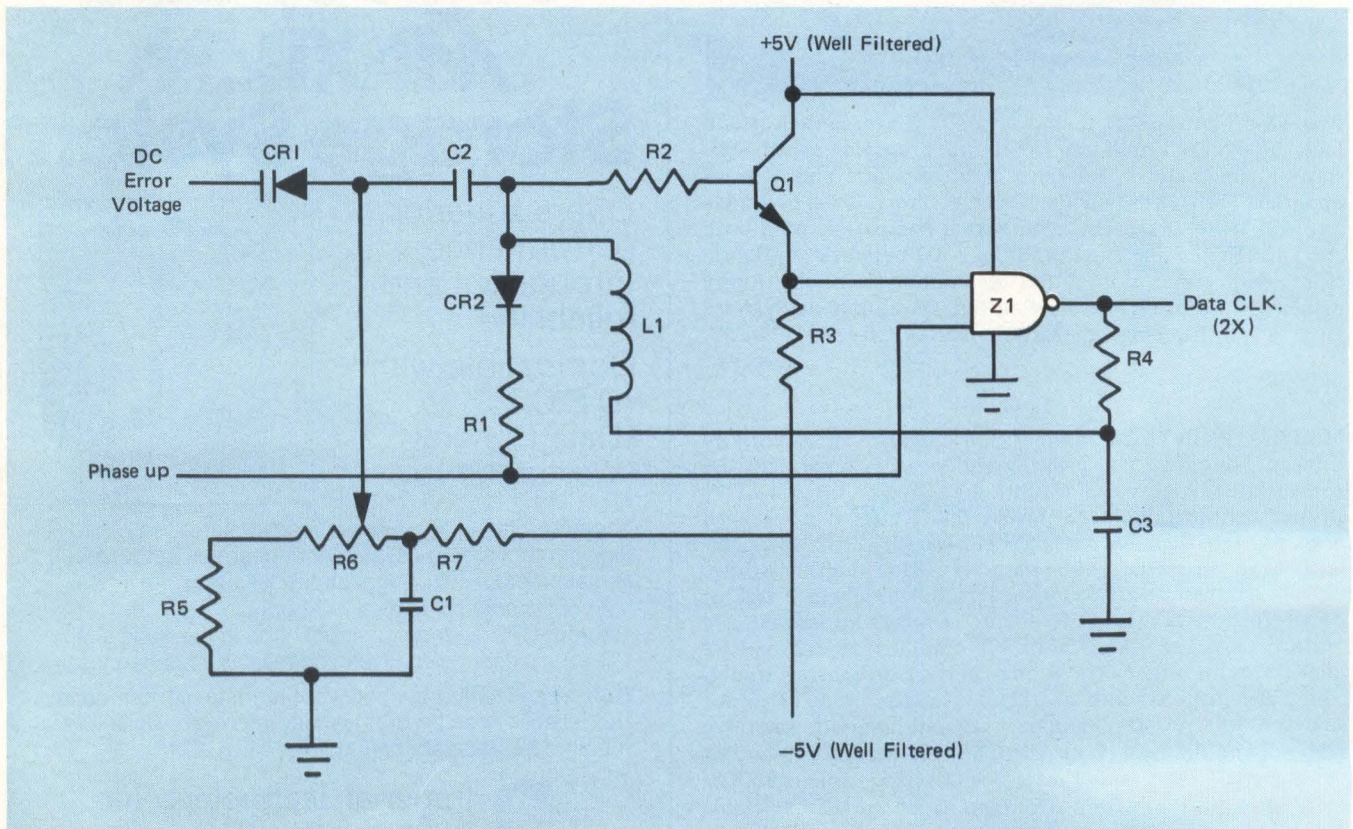 +5V (Well Filtered)
DC
Error
Voltage
CR1
C2
R2
Q1
CR2
L1
R3
Z1
Data CLK.
(2X)
R4
R1
Phase up
C3
R6
R7
R5
C1
−5V (Well Filtered)